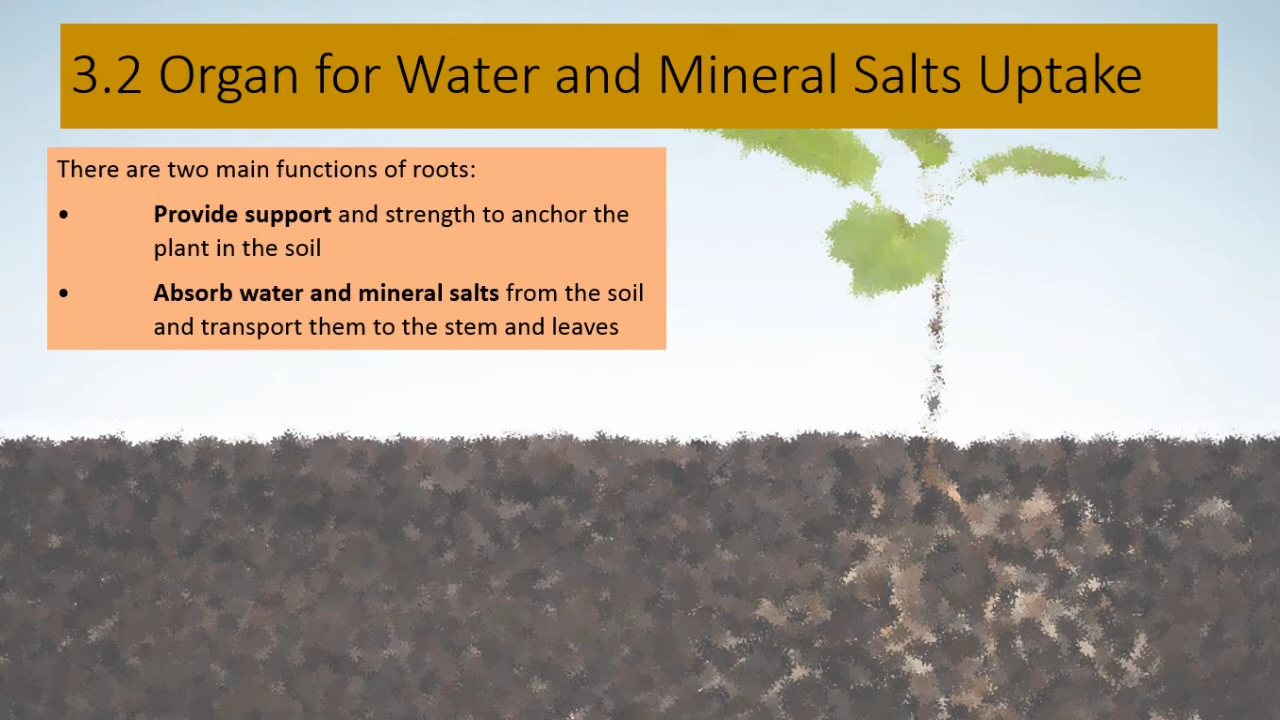 3.2 Organ for Water and Mineral Salts Uptake
There are two main functions of roots:
• Provide support and strength to anchor the
plant in the soil
• Absorb water and mineral salts from the soil
and transport them to the stem and leaves